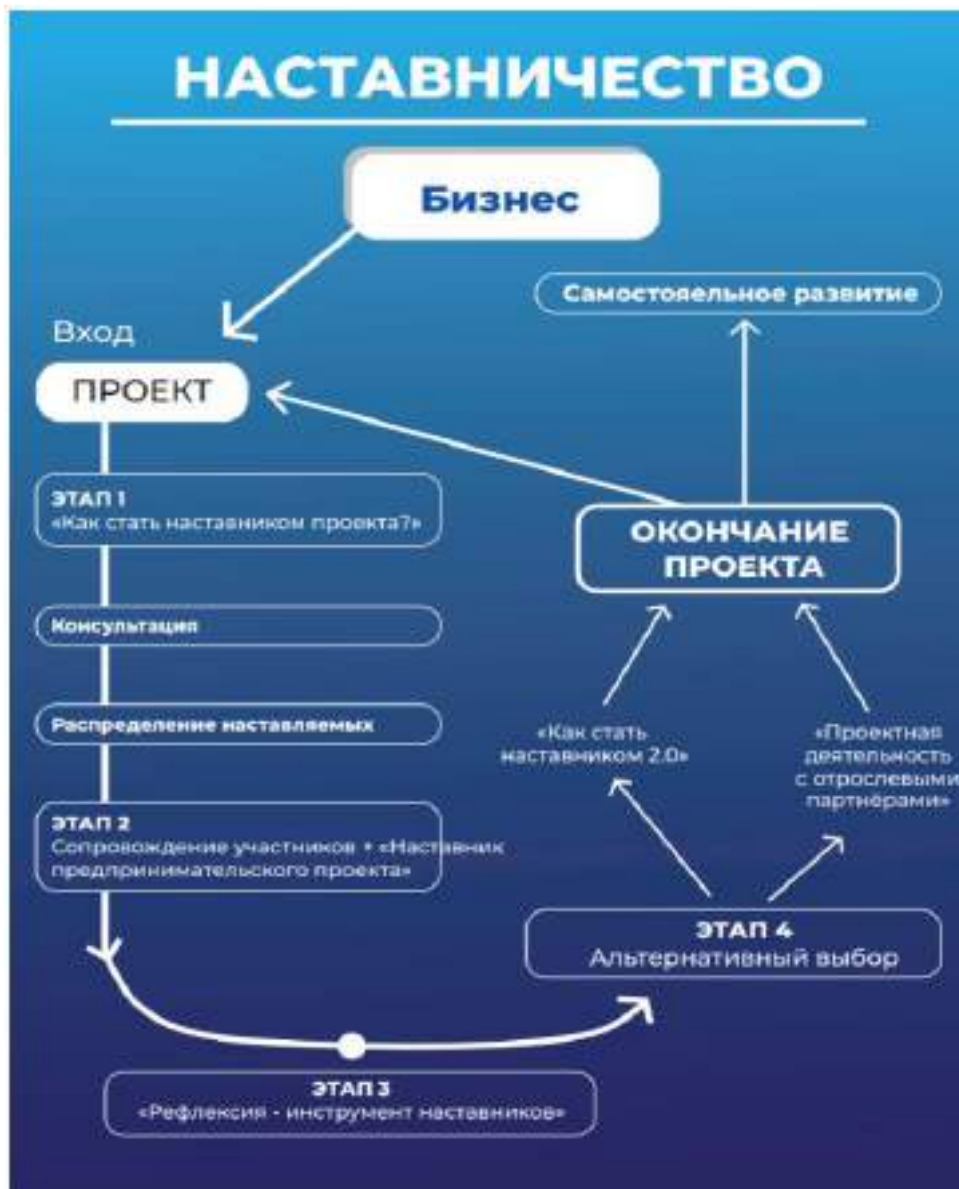 НАСТАВНИЧЕСТВО
Бизнес
Самостояельное развитие
Вход
ПРОЕКТ
ЭТАП 1
«Как стать наставником проекта?»
Консультация
Распределение наставляемых
ЭТАП 2
Сопровождение участников + «Наставник
предпринимательского проекта»
ЭТАП 3
«Рефлексия - инструмент наставников»
ЭТАП 4
Альтернативный выбор
«Как стать
наставником 2.0»
«Проектная
деятельность
с отрослевыми
партнёрами»
ОКОНЧАНИЕ
ПРОЕКТА